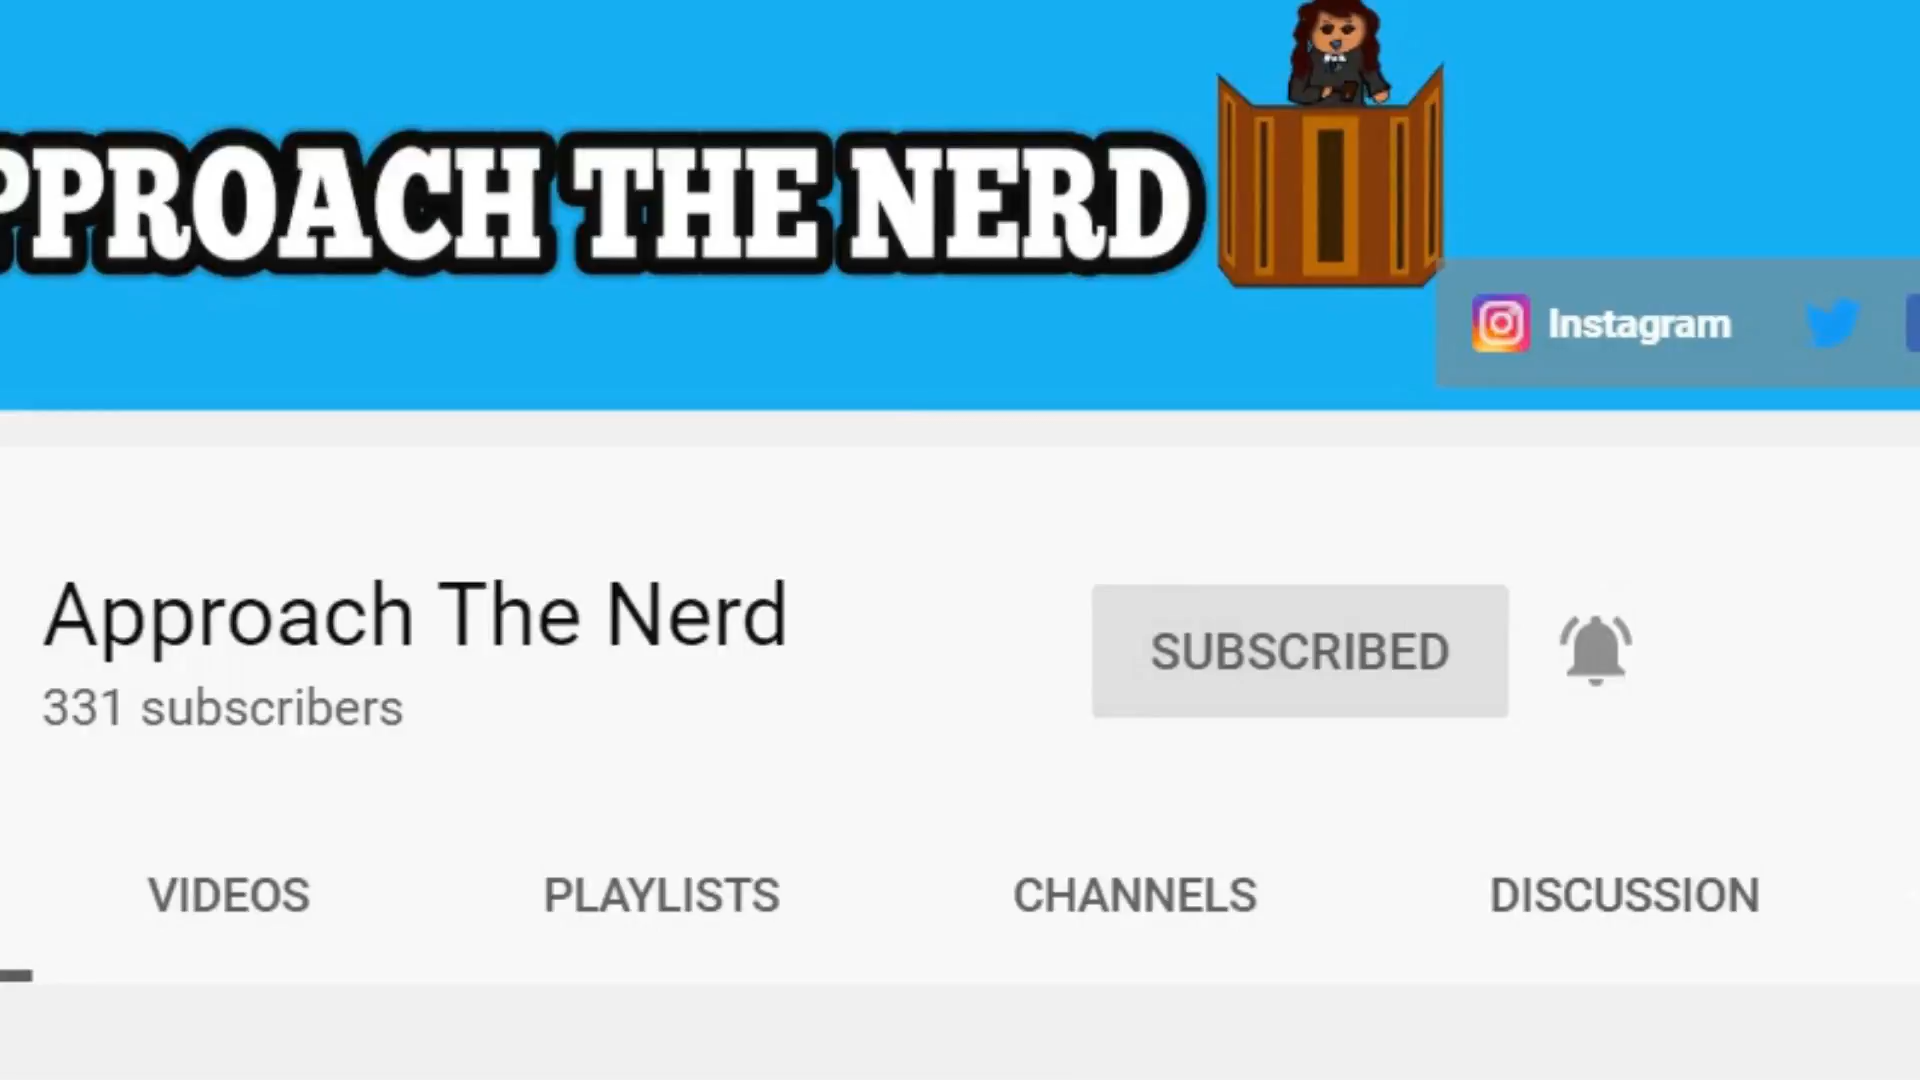 PPROACH THE NERD
Instagram
Approach The Nerd
331 subscribers
SUBSCRIBED
VIDEOS
PLAYLISTS
CHANNELS
DISCUSSION